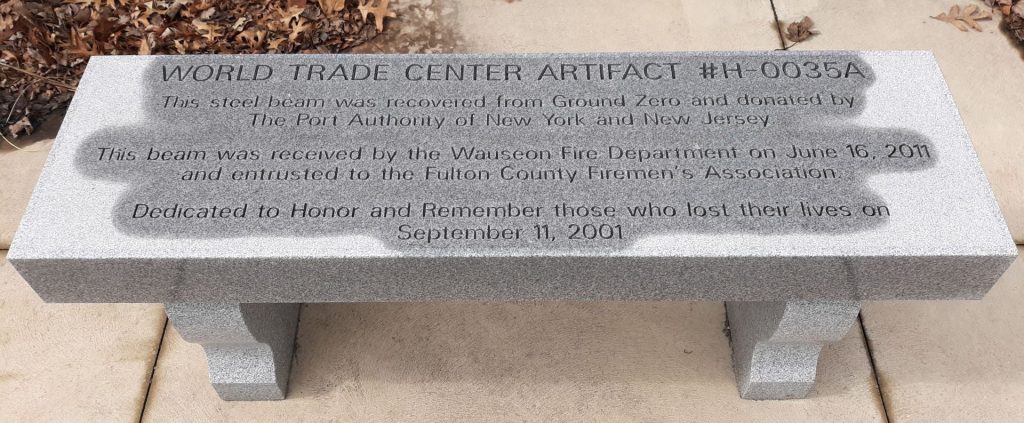 WORLD TRADE CENTER ARTIFACT #H-0035A
This steel beam was recovered from Ground Zero and donated by
The Port Authority of New York and New Jersey.
This beam was received by the Wauseon Fire Department on June 16, 2011
and entrusted to the Fulton County Firemen's Association.
Dedicated to Honor and Remember those who lost their lives on
September 11, 2001